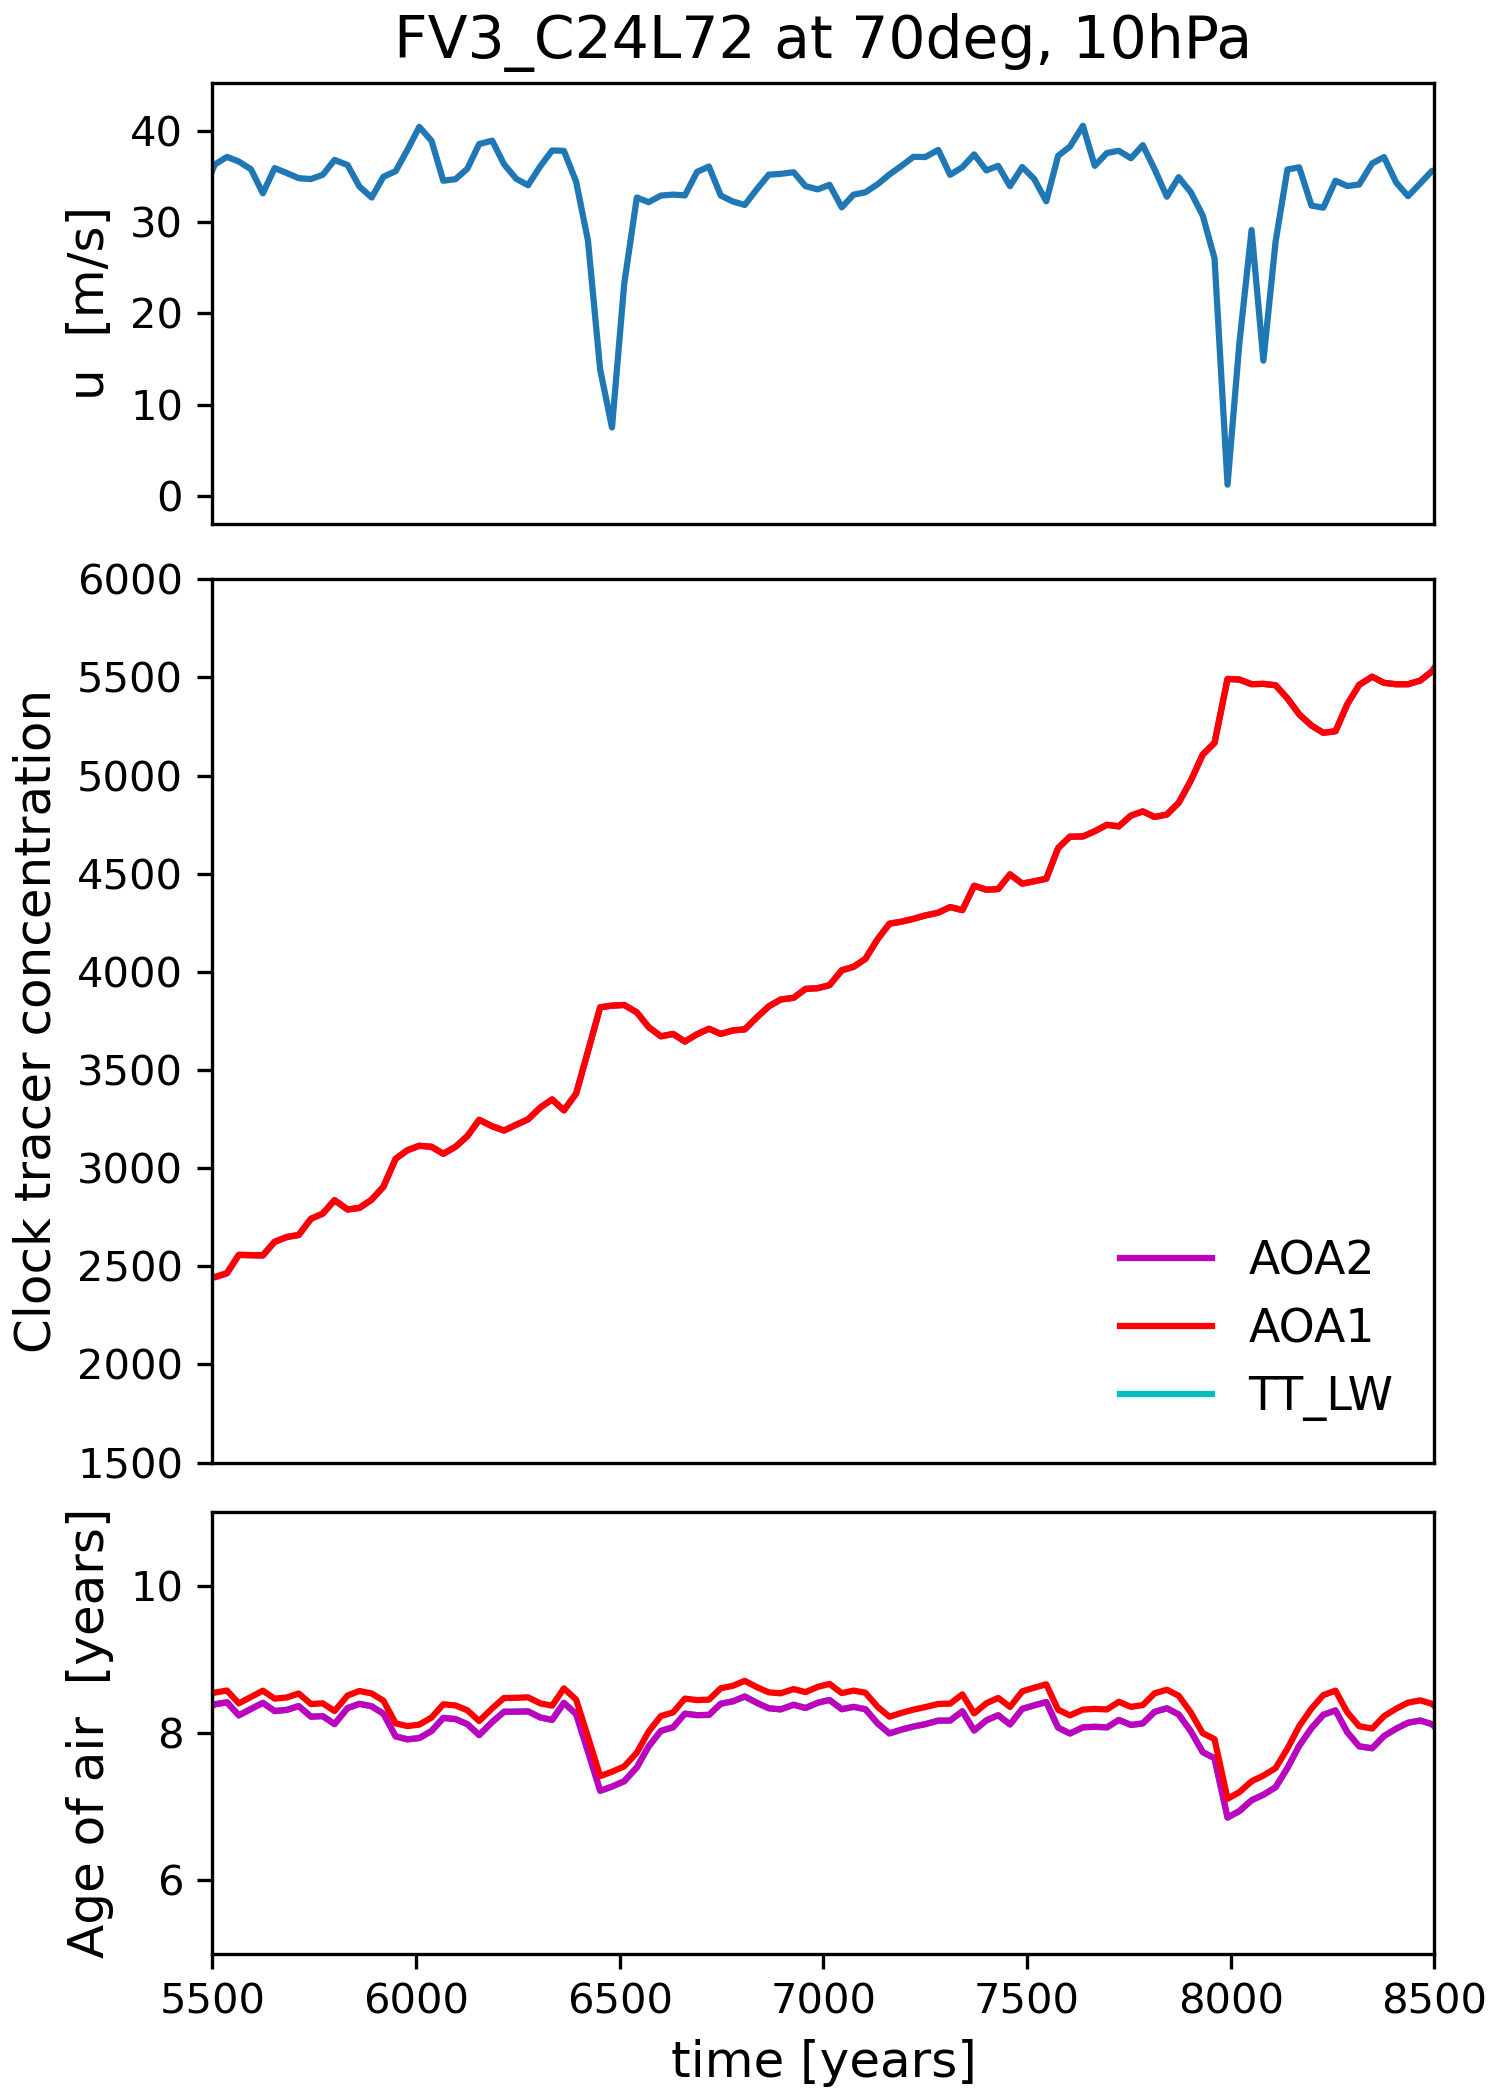 FV3_C24L72 at 70deg, 10hPa
40
30
20
10
0
u [m/s]
6000
5500
5000
4500
4000
3500
3000
2500
2000
1500
Clock tracer concentration
AOA2
AOA1
TT_LW
10
8
6
Age of air [years]
5500 6000 6500 7000 7500 8000 8500
time [years]